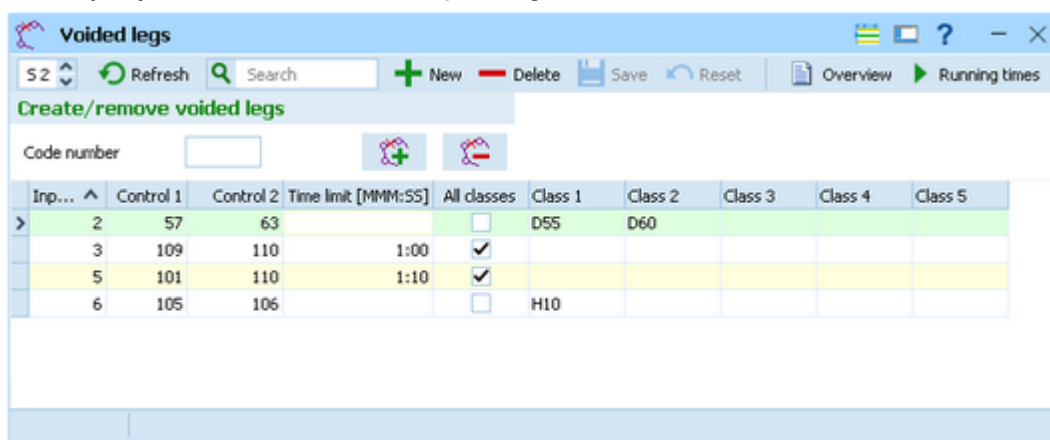 Voided legs ?
S 2 Refresh Search New Delete Save Reset Overview Running times
Create/remove voided legs
Code number
Inp... Control 1 Control 2 Time limit [MMM:SS] All classes Class 1 Class 2 Class 3 Class 4 Class 5
2 57 63 D55 D60
3 109 110 1:00
5 101 110 1:10
6 105 106 H10